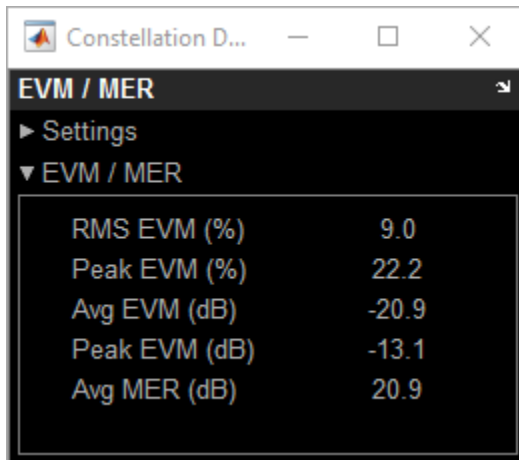 Constellation D...
EVM / MER
Settings
EVM / MER
RMS EVM (%) 9.0
Peak EVM (%) 22.2
Avg EVM (dB) -20.9
Peak EVM (dB) -13.1
Avg MER (dB) 20.9